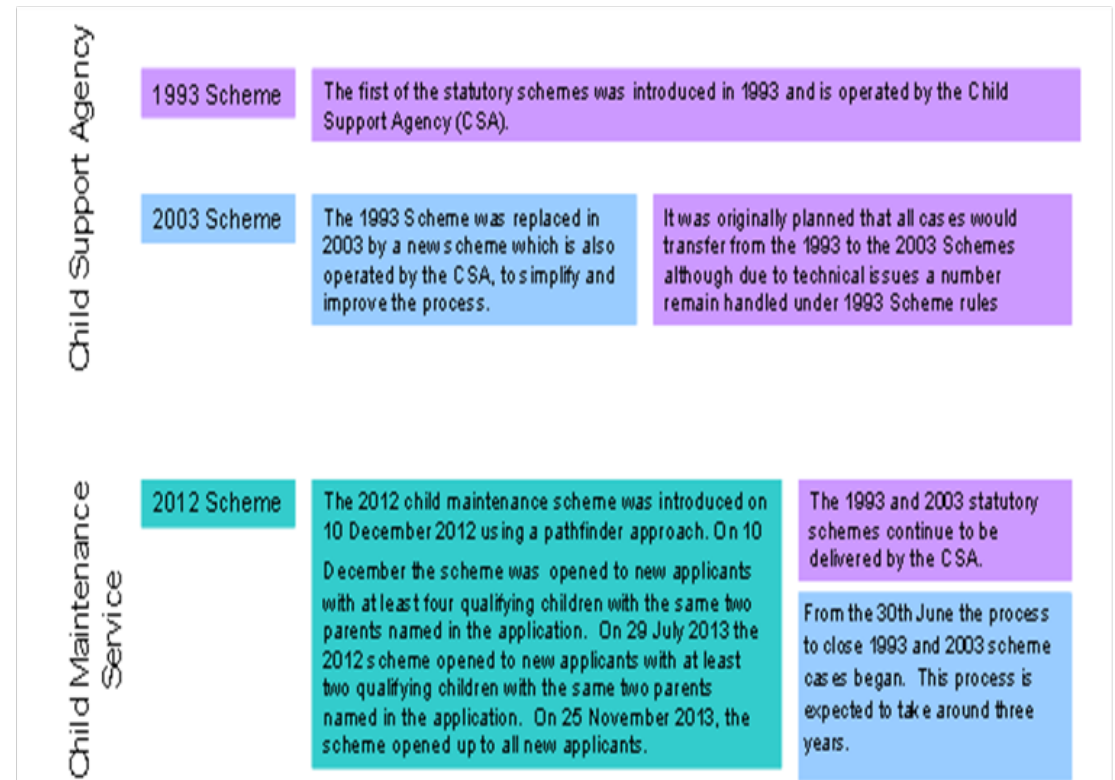 Child Support Agency
1993 Scheme
The first of the statutory schemes was introduced in 1993 and is operated by the Child
Support Agency (CSA).
2003 Scheme
The 1993 Scheme was replaced in
2003 by a new scheme which is also
operated by the CSA, to simplify and
improve the process.
It was originally planned that all cases would
transfer from the 1993 to the 2003 Schemes
although due to technical issues a number
remain handled under 1993 Scheme rules
Child Maintenance
Service
2012 Scheme
The 2012 child maintenance scheme was introduced on
10 December 2012 using a pathfinder approach. On 10
December the scheme was opened to new applicants
with at least four qualifying children with the same two
parents named in the application. On 29 July 2013 the
2012 scheme opened to new applicants with at least
two qualifying children with the same two parents
named in the application. On 25 November 2013, the
scheme opened up to all new applicants.
The 1993 and 2003 statutory
schemes continue to be
delivered by the CSA.
From the 30th June the process
to close 1993 and 2003 scheme
cases began. This process is
expected to take around three
years.